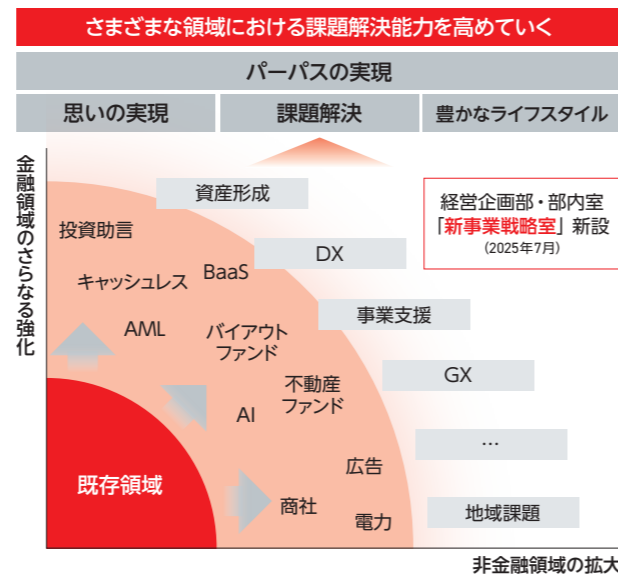 さまざまな領域における課題解決能力を高めていく
パーパスの実現
思いの実現
課題解決
豊かなライフスタイル
金融領域のさらなる強化
資産形成
経営企画部・部内室
「新事業戦略室」新設
(2025年7月)
投資助言
DX
BaaS
キャッシュレス
事業支援
AML
バイアウト
ファンド
GX
不動産
ファンド
AI
…
広告
既存領域
商社
電力
地域課題
非金融領域の拡大